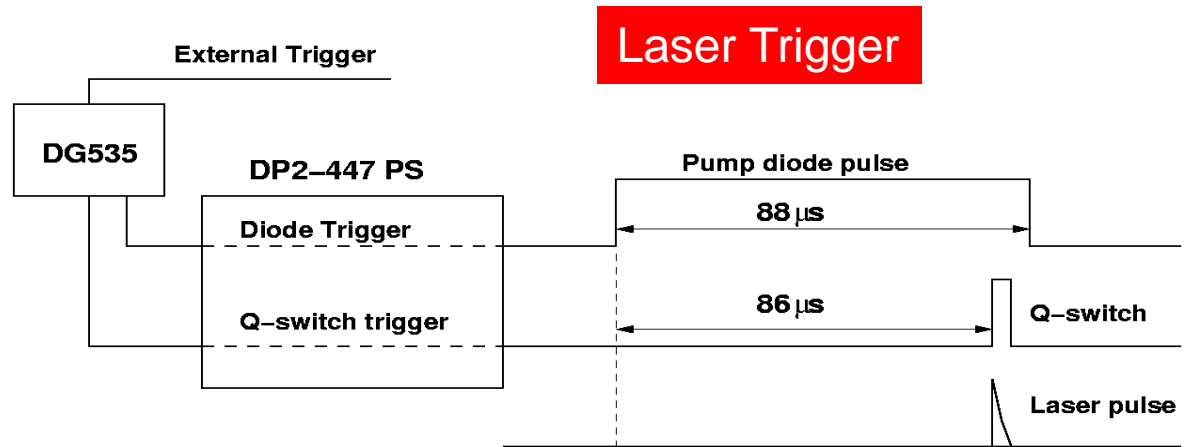 Laser Trigger
External Trigger
DG535
DP2–447 PS
Pump diode pulse
Diode Trigger
88 μs
Q–switch trigger
86 μs
Q–switch
Laser pulse